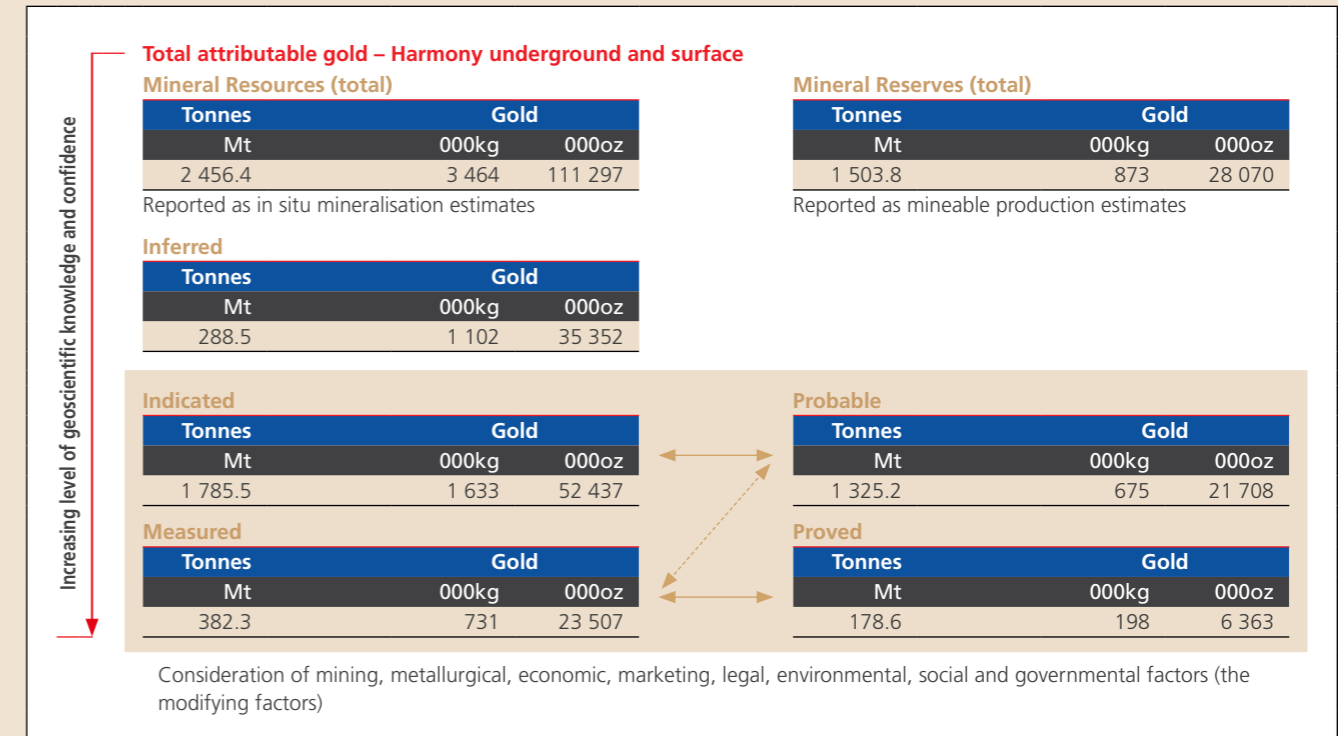 Total attributable gold – Harmony underground and surface
Mineral Resources (total)
Tonnes Gold
Mt 000kg 000oz
2 456.4 3 464 111 297
Reported as in situ mineralisation estimates
Mineral Reserves (total)
Tonnes Gold
Mt 000kg 000oz
1 503.8 873 28 070
Reported as mineable production estimates
Inferred
Tonnes Gold
Mt 000kg 000oz
288.5 1 102 35 352
Indicated
Tonnes Gold
Mt 000kg 000oz
1 785.5 1 633 52 437
Probable
Tonnes Gold
Mt 000kg 000oz
1 325.2 675 21 708
Measured
Tonnes Gold
Mt 000kg 000oz
382.3 731 23 507
Proved
Tonnes Gold
Mt 000kg 000oz
178.6 198 6 363
Increasing level of geoscientific knowledge and confidence
Consideration of mining, metallurgical, economic, marketing, legal, environmental, social and governmental factors (the
modifying factors)